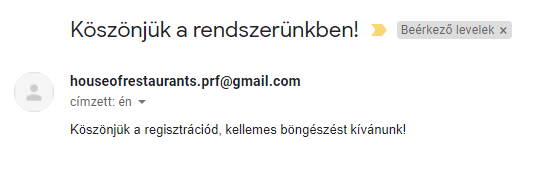 Köszönjük a rendszerünkben!
Beérkező levelek ×
houseofrestaurants.prf@gmail.com
címzett: én
Köszönjük a regisztrációd, kellemes böngészést kívánunk!